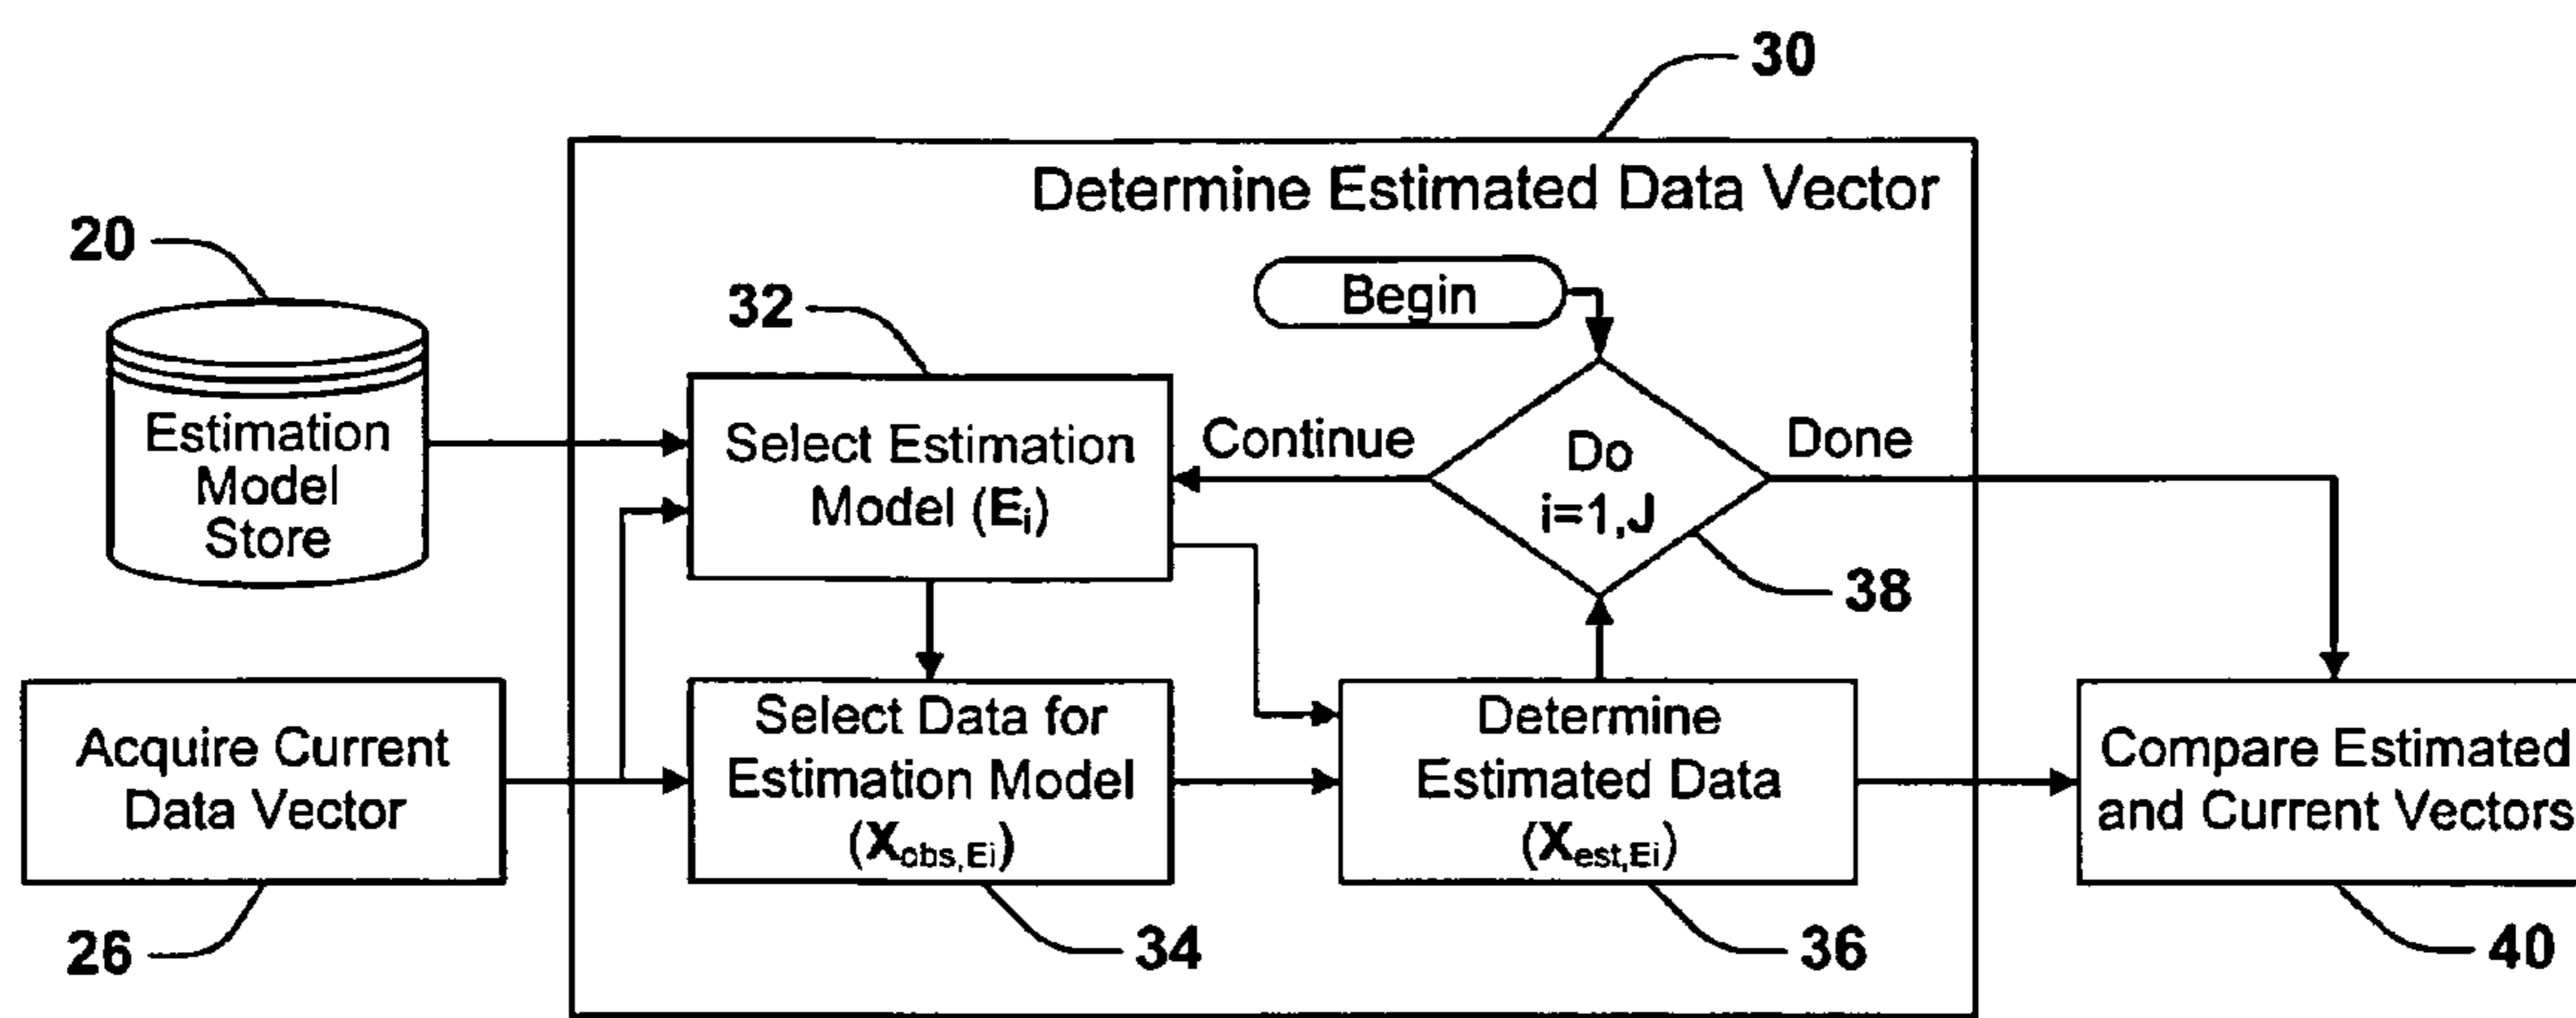 30
Determine Estimated Data Vector
20
32
Begin
Estimation
Model
Store
Select Estimation
Model (Ei)
Continue
Do
i=1,J
Done
38
Acquire Current
Data Vector
Select Data for
Estimation Model
(Xobs,Ei)
Determine
Estimated Data
(Xest,Ei)
Compare Estimated
and Current Vectors
26
34
36
40